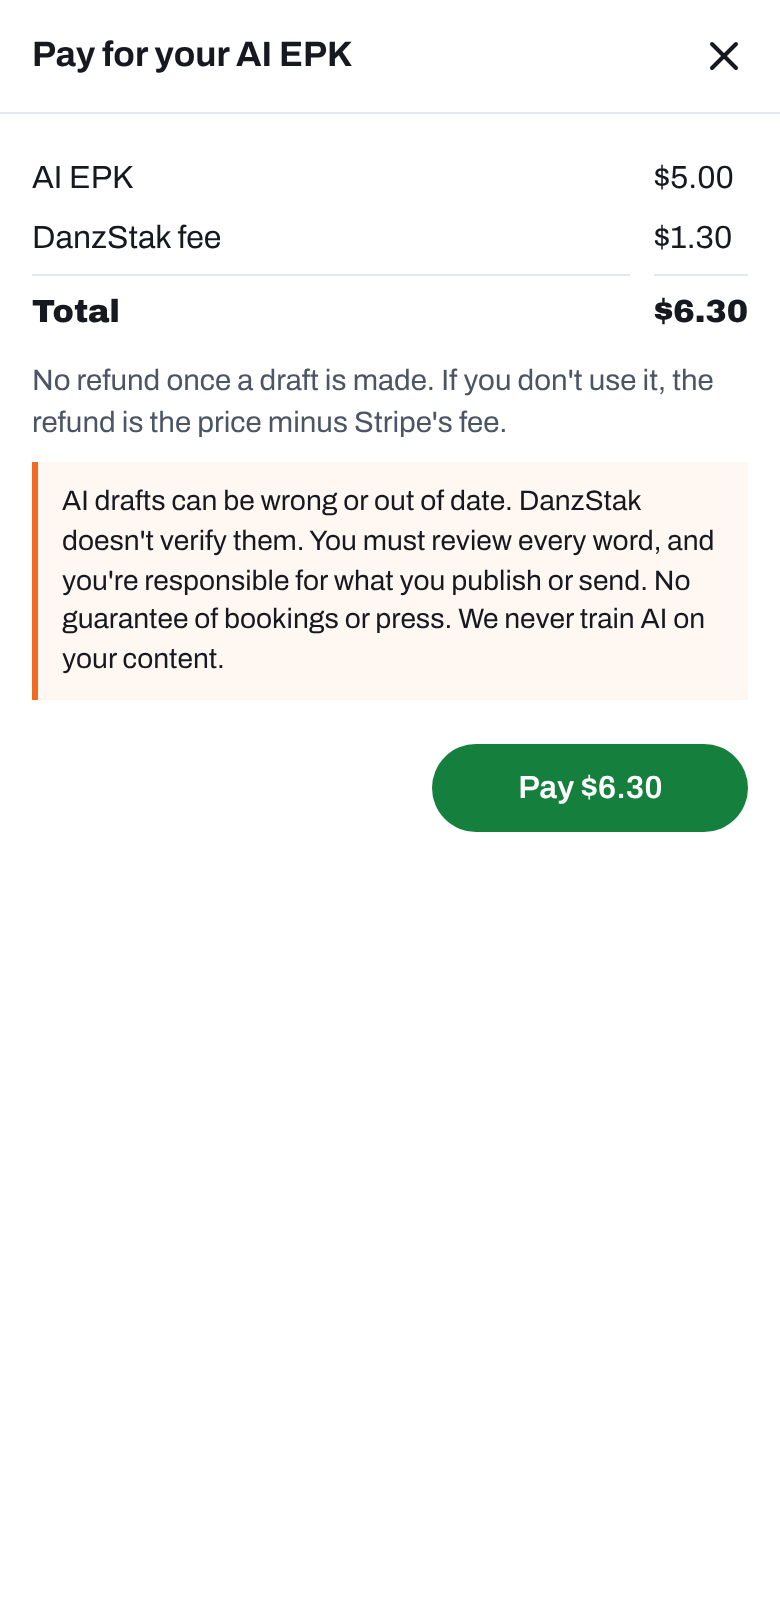 Pay for your AI EPK
AI EPK $5.00
DanzStak fee $1.30
Total $6.30
No refund once a draft is made. If you don't use it, the
refund is the price minus Stripe's fee.
AI drafts can be wrong or out of date. DanzStak
doesn't verify them. You must review every word, and
you're responsible for what you publish or send. No
guarantee of bookings or press. We never train AI on
your content.
Pay $6.30